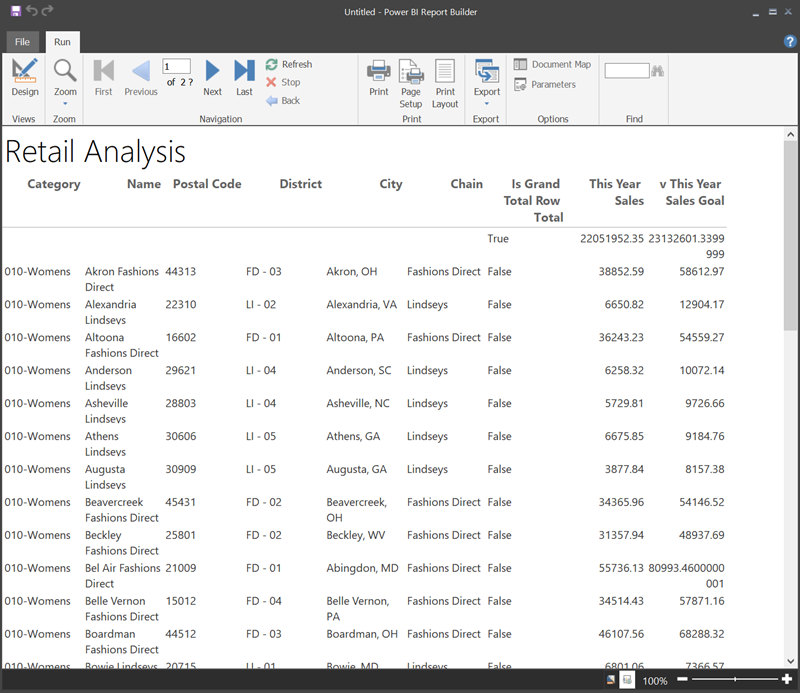 Untitled - Power BI Report Builder
File Run
Design Zoom First Previous 1 of 2 ? Next Last Refresh Stop Back Print Page Setup Print Layout Export Document Map Parameters
Views Zoom Navigation Print Export Options Find
Retail Analysis
Category Name Postal Code District City Chain Is Grand This Year v This Year
Total Row Sales Sales Goal
Total
True 22051952.35 23132601.3399
999
010-Womens Akron Fashions 44313 FD - 03 Akron, OH Fashions Direct False 38852.59 58612.97
Direct
010-Womens Alexandria 22310 LI - 02 Alexandria, VA Lindseys False 6650.82 12904.17
Lindseys
010-Womens Altoona 16602 FD - 01 Altoona, PA Fashions Direct False 36243.23 54559.27
Fashions Direct
010-Womens Anderson 29621 LI - 04 Anderson, SC Lindseys False 6258.32 10072.14
Lindseys
010-Womens Asheville 28803 LI - 04 Asheville, NC Lindseys False 5729.81 9726.66
Lindseys
010-Womens Athens 30606 LI - 05 Athens, GA Lindseys False 6675.85 9184.76
Lindseys
010-Womens Augusta 30909 LI - 05 Augusta, GA Lindseys False 3877.84 8157.38
Lindseys
010-Womens Beavercreek 45431 FD - 02 Beavercreek, Fashions Direct False 34365.96 54146.52
Fashions Direct OH
010-Womens Beckley 25801 FD - 02 Beckley, WV Fashions Direct False 31357.94 48937.69
Fashions Direct
010-Womens Bel Air Fashions 21009 FD - 01 Abingdon, MD Fashions Direct False 55736.13 80993.4600000
Direct 001
010-Womens Belle Vernon 15012 FD - 04 Belle Vernon, Fashions Direct False 34514.43 57871.16
Fashions Direct PA
010-Womens Boardman 44512 FD - 03 Boardman, OH Fashions Direct False 46107.56 68288.32
Fashions Direct
010-Womens Bowie Lindseys 20715 LI - 01 Bowie, MD Lindseys False 6801.06 7366.57
100%